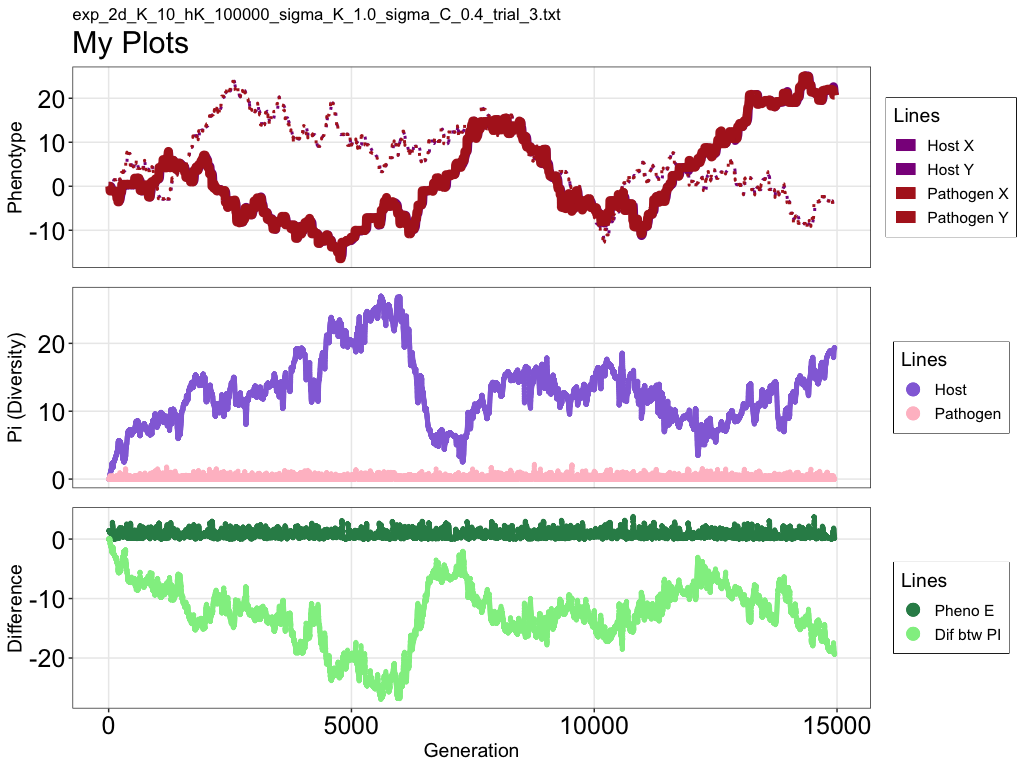 exp_2d_K_10_hK_100000_sigma_K_1.0_sigma_C_0.4_trial_3.txt
My Plots
Phenotype
20
10
0
-10
Lines
Host X
Host Y
Pathogen X
Pathogen Y
Pi (Diversity)
20
10
0
Lines
Host
Pathogen
Difference
0
-10
-20
Lines
Pheno E
Dif btw PI
0
5000
10000
15000
Generation